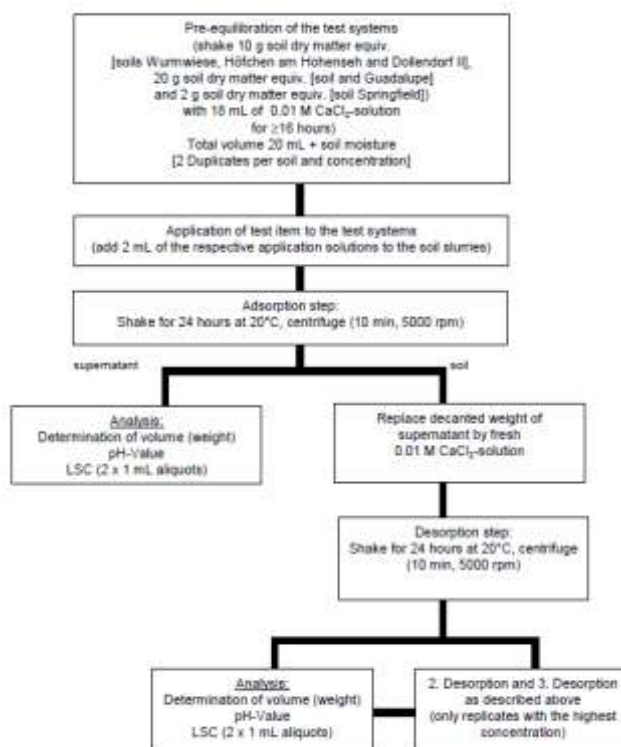 Pre-equilibration of the test systems
(shake 10 g soil dry matter equiv.
[soils Wurmwiese, Höfchen am Hohenseh and Dollendorf II],
20 g soil dry matter equiv. [soil and Guadalupe]
and 2 g soil dry matter equiv. [soil Springfield])
with 18 mL of 0.01 M CaCl₂-solution
for ≥16 hours)
Total volume 20 mL + soil moisture
[2 Duplicates per soil and concentration]
Application of test item to the test systems
(add 2 mL of the respective application solutions to the soil slurries)
Adsorption step:
Shake for 24 hours at 20°C, centrifuge (10 min, 5000 rpm)
supernatant
soil
Analysis:
Determination of volume (weight)
pH-Value
LSC (2 x 1 mL aliquots)
Replace decanted weight of
supernatant by fresh
0.01 M CaCl₂-solution
Desorption step:
Shake for 24 hours at 20°C, centrifuge
(10 min, 5000 rpm)
Analysis:
Determination of volume (weight)
pH-Value
LSC (2 x 1 mL aliquots)
2. Desorption and 3. Desorption
as described above
(only replicates with the highest
concentration)